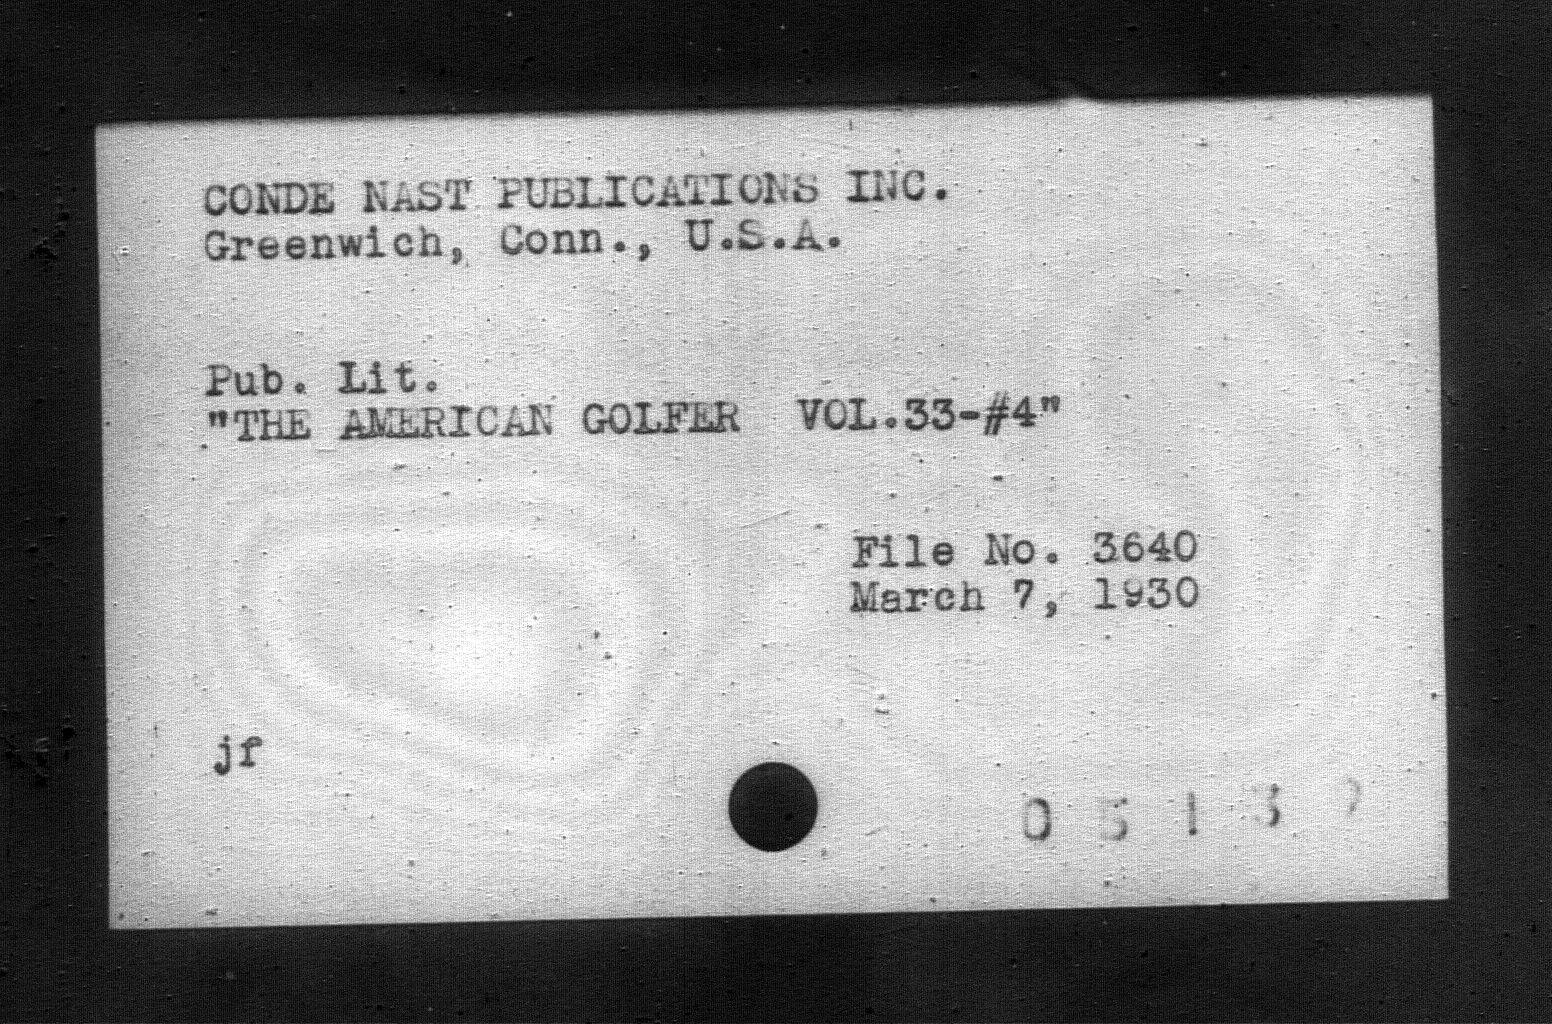 CONDE NAST PUBLICATIONS INC.
Greenwich, Conn., U.S.A.
Pub. Lit.
"THE AMERICAN GOLFER VOL.33-#4"
File No. 3640
March 7, 1930
jf